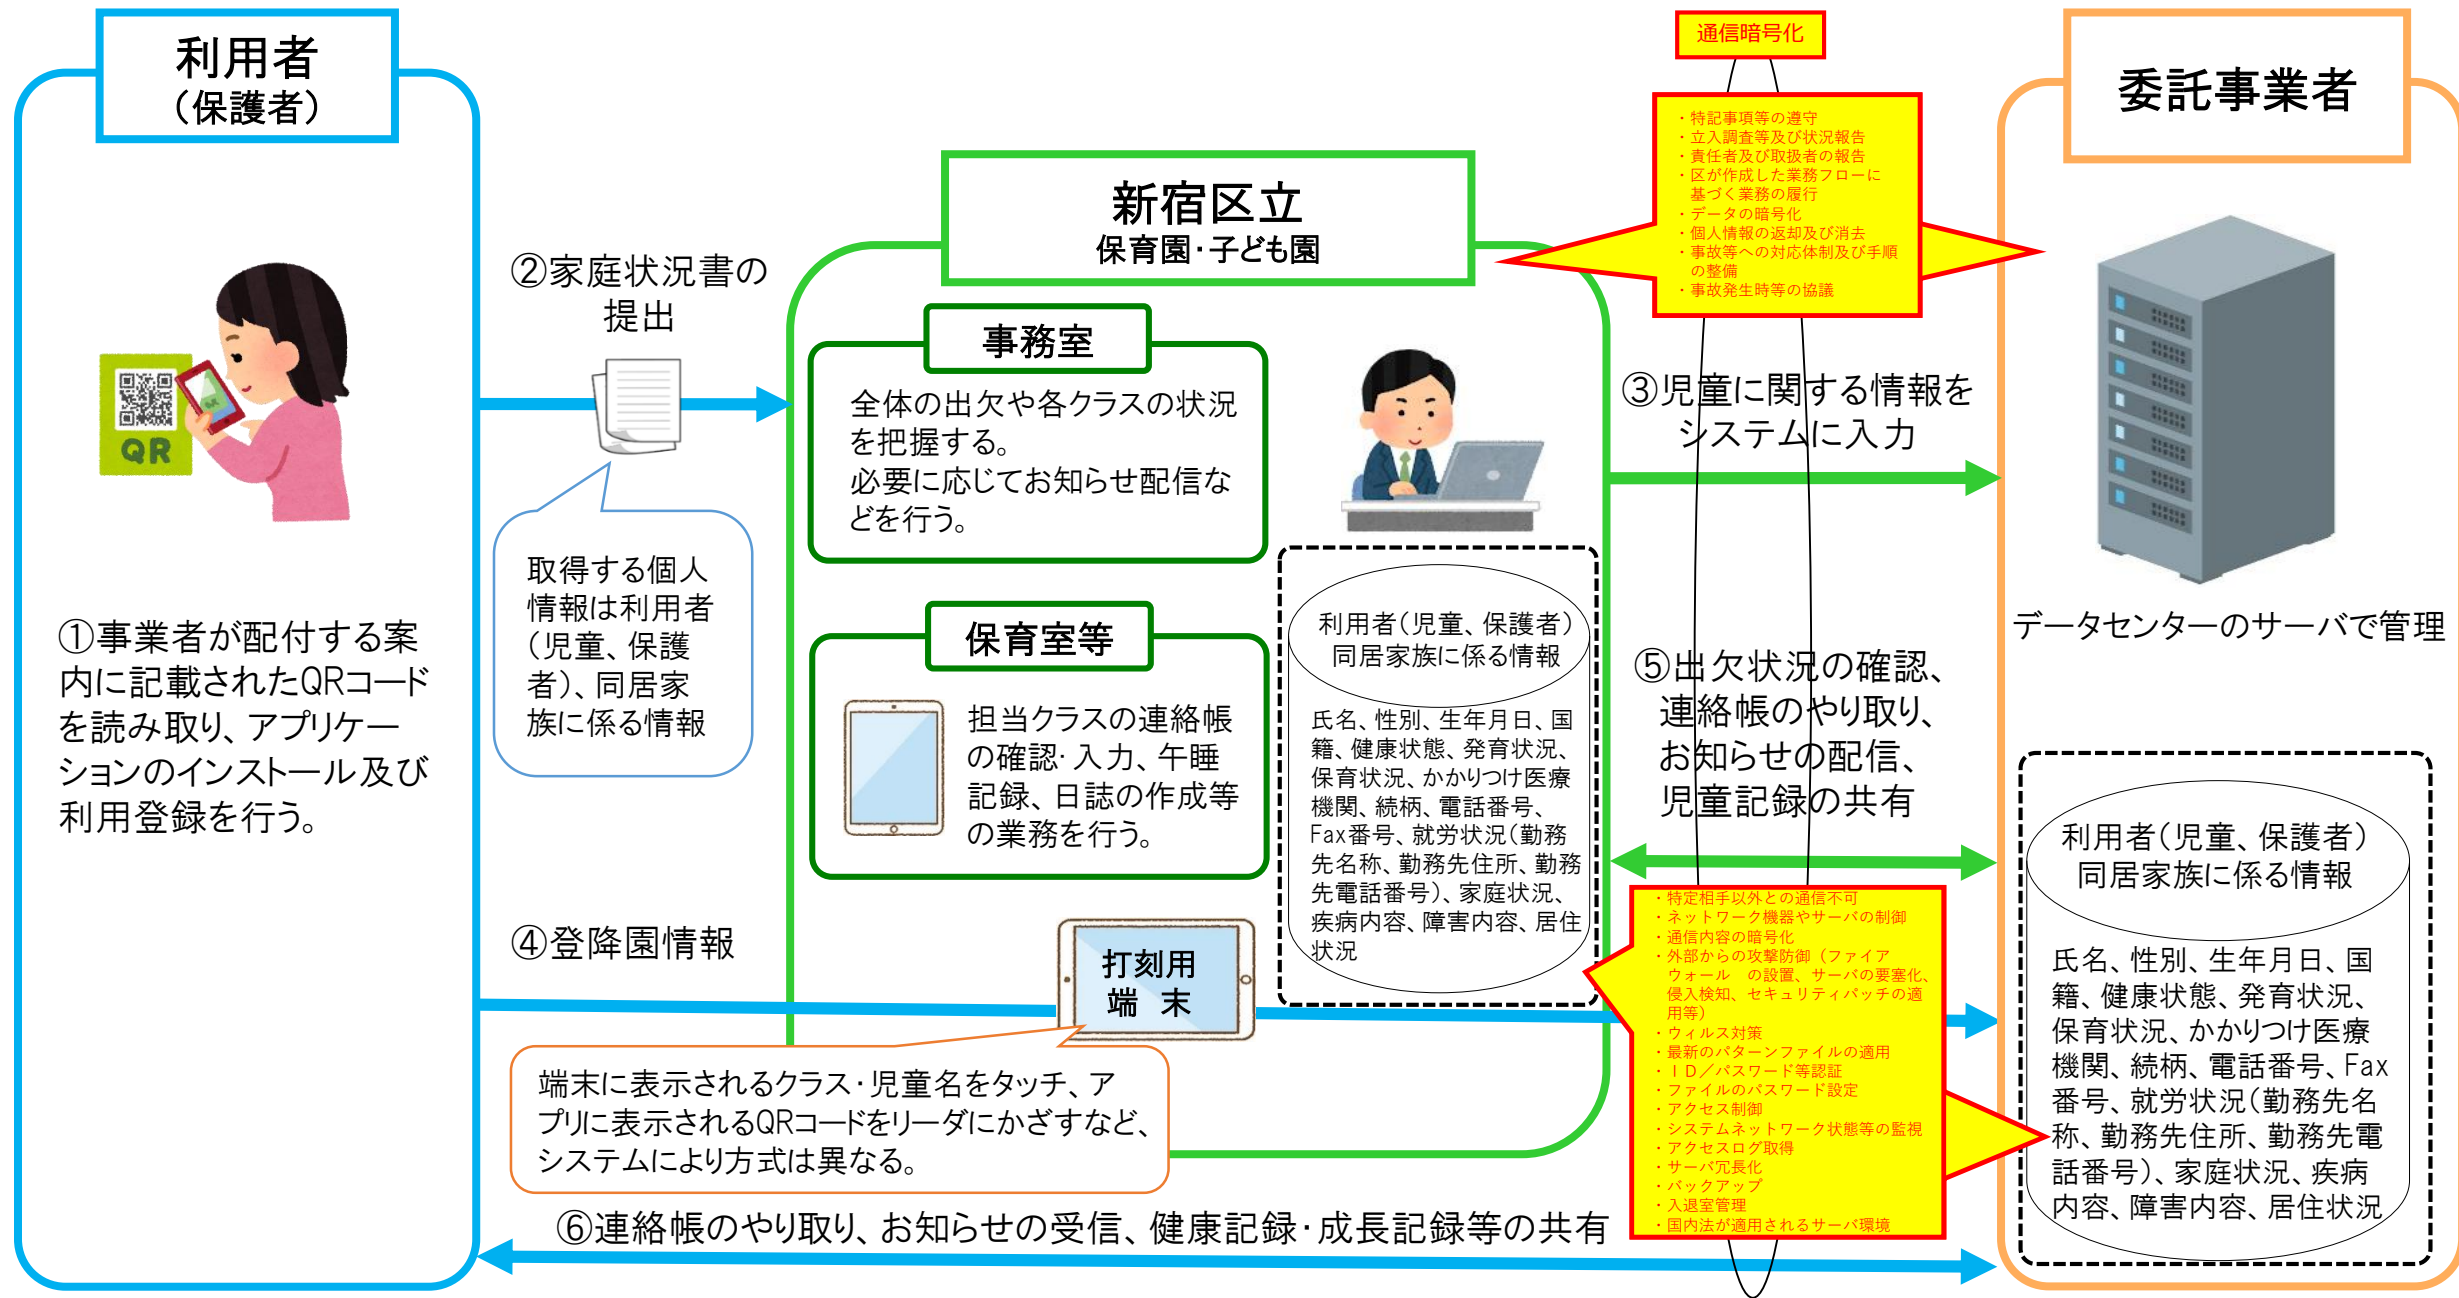 利用者
（保護者）
QR
①事業者が配付する案
内に記載されたQRコード
を読み取り、アプリケー
ションのインストール及び
利用登録を行う。
②家庭状況書の
提出
取得する個人
情報は利用者
（児童、保護
者）、同居家
族に係る情報
④登降園情報
新宿区立
保育園・子ども園
事務室
全体の出欠や各クラスの状況
を把握する。
必要に応じてお知らせ配信な
どを行う。
保育室等
担当クラスの連絡帳
の確認・入力、午睡
記録、日誌の作成等
の業務を行う。
利用者（児童、保護者）
同居家族に係る情報
氏名、性別、生年月日、国
籍、健康状態、発育状況、
保育状況、かかりつけ医療
機関、続柄、電話番号、
Fax番号、就労状況（勤務
先名称、勤務先住所、勤務
先電話番号）、家庭状況、
疾病内容、障害内容、居住
状況
打刻用
端　末
端末に表示されるクラス・児童名をタッチ、ア
プリに表示されるQRコードをリーダにかざすなど、
システムにより方式は異なる。
⑥連絡帳のやり取り、お知らせの受信、健康記録・成長記録等の共有
通信暗号化
・特記事項等の遵守
・立入調査等及び状況報告
・責任者及び取扱者の報告
・区が作成した業務フローに
基づく業務の履行
・データの暗号化
・個人情報の返却及び消去
・事故等への対応体制及び手順
の整備
・事故発生時等の協議
③児童に関する情報を
システムに入力
⑤出欠状況の確認、
連絡帳のやり取り、
お知らせの配信、
児童記録の共有
・特定相手以外との通信不可
・ネットワーク機器やサーバの制御
・通信内容の暗号化
・外部からの攻撃防御（ファイア
ウォール　の設置、サーバの要塞化、
侵入検知、セキュリティパッチの適
用等）
・ウィルス対策
・最新のパターンファイルの適用
・ＩＤ／パスワード等認証
・ファイルのパスワード設定
・アクセス制御
・システムネットワーク状態等の監視
・アクセスログ取得
・サーバ冗長化
・バックアップ
・入退室管理
・国内法が適用されるサーバ環境
委託事業者
データセンターのサーバで管理
利用者（児童、保護者）
同居家族に係る情報
氏名、性別、生年月日、国
籍、健康状態、発育状況、
保育状況、かかりつけ医療
機関、続柄、電話番号、Fax
番号、就労状況（勤務先名
称、勤務先住所、勤務先電
話番号）、家庭状況、疾病
内容、障害内容、居住状況